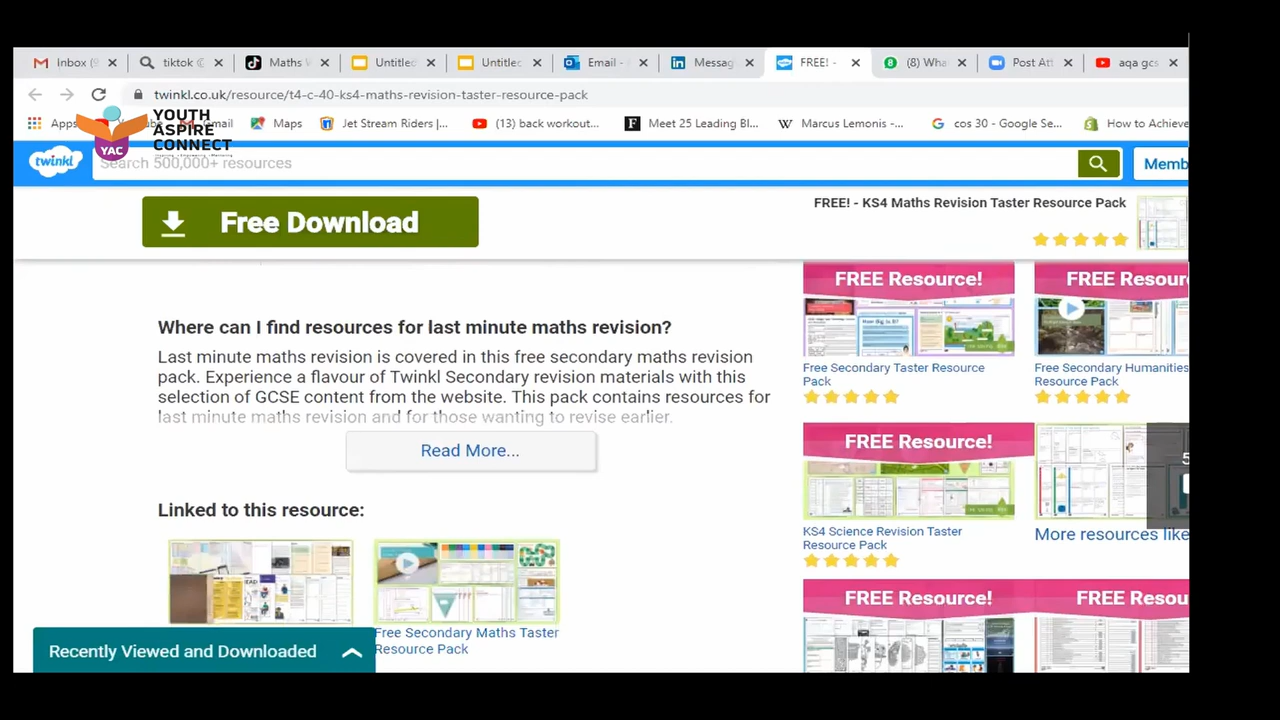 Inbox (9
tiktok
Maths
Untitled
Untitle
Email -
Messag
FREE! -
(8) Wha
Post Att
aqa gcs
twinkl.co.uk/resource/t4-c-40-ks4-maths-revision-taster-resource-pack
Apps
Gmail
Maps
Jet Stream Riders |...
(13) back workout...
Meet 25 Leading Bl...
Marcus Lemonis -...
cos 30 - Google Se...
How to Achieve
YOUTH
ASPIRE
CONNECT
YAC
twinkl
Search 500,000+ resources
Memb
Free Download
FREE! - KS4 Maths Revision Taster Resource Pack
Where can I find resources for last minute maths revision?
Last minute maths revision is covered in this free secondary maths revision
pack. Experience a flavour of Twinkl Secondary revision materials with this
selection of GCSE content from the website. This pack contains resources for
last minute maths revision and for those wanting to revise earlier.
Read More...
Linked to this resource:
Free Secondary Maths Taster
Resource Pack
Recently Viewed and Downloaded
FREE Resource!
Free Secondary Taster Resource
Pack
FREE Resour
Free Secondary Humanities
Resource Pack
FREE Resource!
KS4 Science Revision Taster
Resource Pack
More resources like
FREE Resource!
FREE Resou